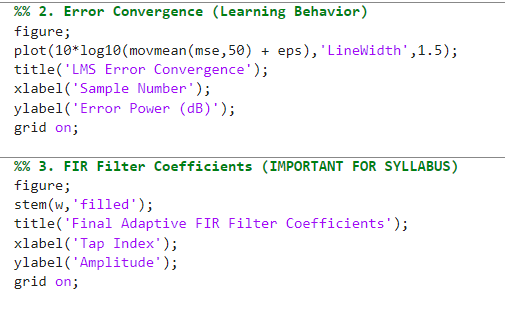 %% 2. Error Convergence (Learning Behavior)
figure;
plot(10*log10(movmean(mse,50) + eps),'LineWidth',1.5);
title('LMS Error Convergence');
xlabel('Sample Number');
ylabel('Error Power (dB)');
grid on;
%% 3. FIR Filter Coefficients (IMPORTANT FOR SYLLABUS)
figure;
stem(w,'filled');
title('Final Adaptive FIR Filter Coefficients');
xlabel('Tap Index');
ylabel('Amplitude');
grid on;